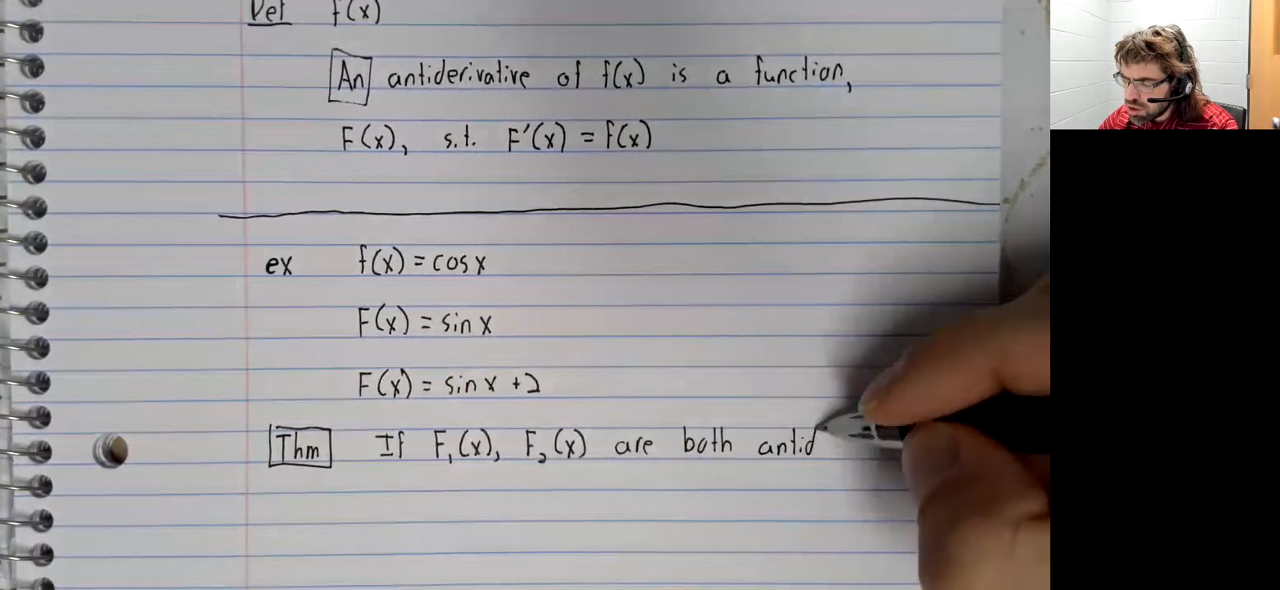 Def f(x)
An antiderivative of f(x) is a function,
F(x), s.t. F'(x) = f(x)
ex f(x) = cos x
F(x) = sin x
F(x) = sin x + 2
Thm If F₁(x), F₂(x) are both antid